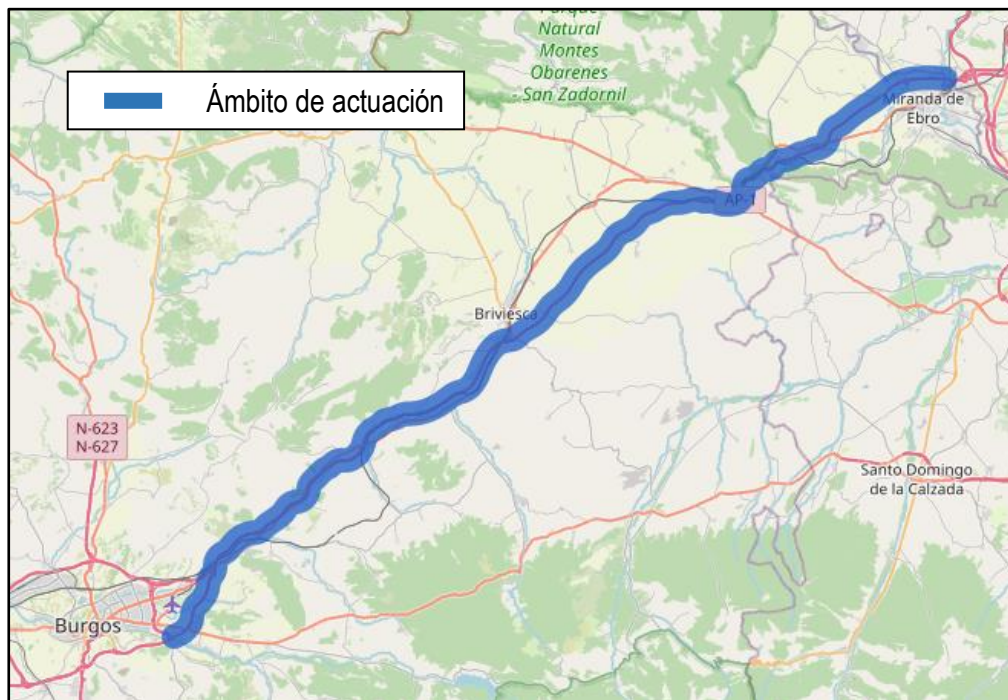 Parque
Natural
Montes
Obarenes
- San Zadornil
Ámbito de actuación
Miranda de
Ebro
AP-1
Briviesca
N-623
N-627
Santo Domingo
de la Calzada
Burgos